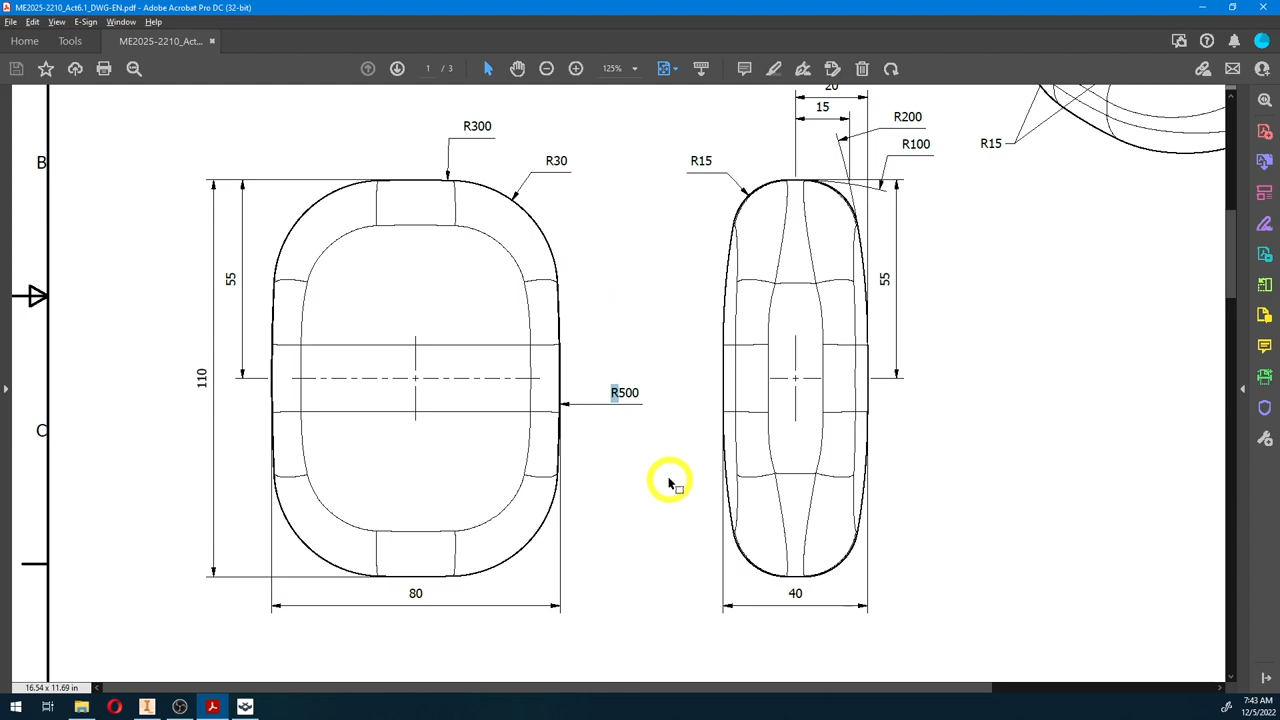 ME2025-2210_Act6.1_DWG-EN.pdf - Adobe Acrobat Pro DC (32-bit)
File Edit View E-Sign Window Help
Home Tools ME2025-2210_Act...
1 / 3 125%
20
15
R300 R200
R30 R15 R100 R15
B
55 55
110
R500
C
80 40
16.54 x 11.69 in
7:43 AM
12/5/2022